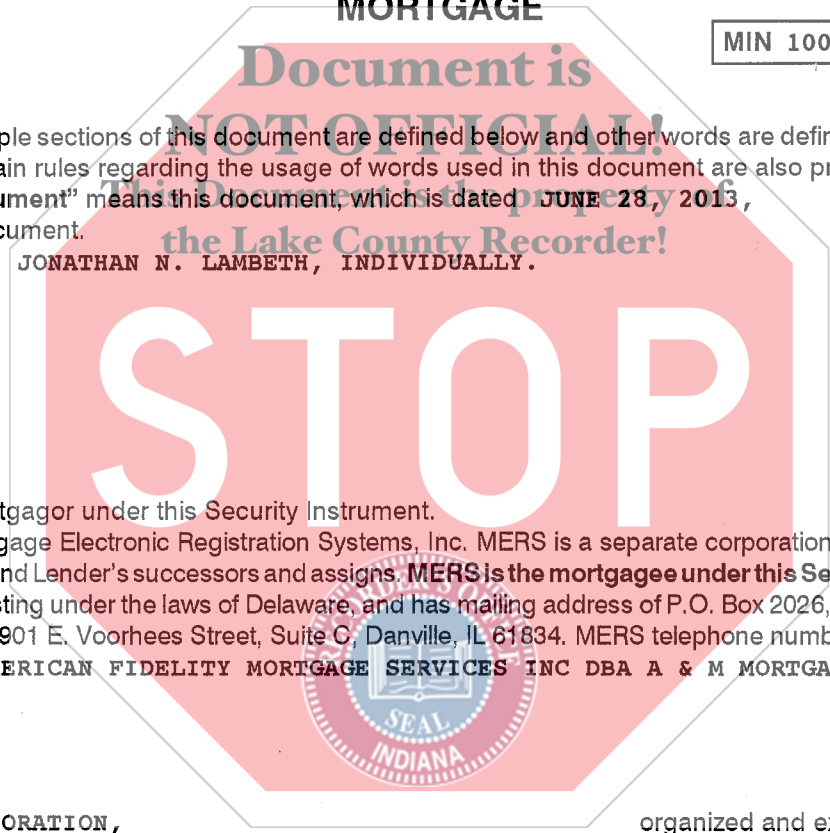 MORTGAGE
MIN 100
Document is
NOT OFFICIAL!
ple sections of this document are defined below and other words are defin
ain rules regarding the usage of words used in this document are also pr
This Document is the property of
ument” means this document, which is dated JUNE 28, 2013,
cument.
the Lake County Recorder!
JONATHAN N. LAMBETH, INDIVIDUALLY.
STOP
tgagor under this Security Instrument.
gage Electronic Registration Systems, Inc. MERS is a separate corporation
nd Lender's successors and assigns. MERS is the mortgagee under this Se
sting under the laws of Delaware, and has mailing address of P.O. Box 2026,
901 E. Voorhees Street, Suite C, Danville, IL 61834. MERS telephone numb
ERICAN FIDELITY MORTGAGE SERVICES INC DBA A & M MORTGA
RECORDER'S OFFICE
SEAL
INDIANA
ORATION,
organized and ex